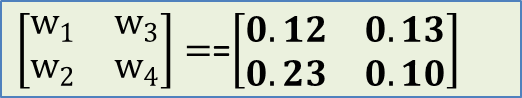 [w₁ w₃] == [0.12 0.13]
[w₂ w₄] [0.23 0.10]